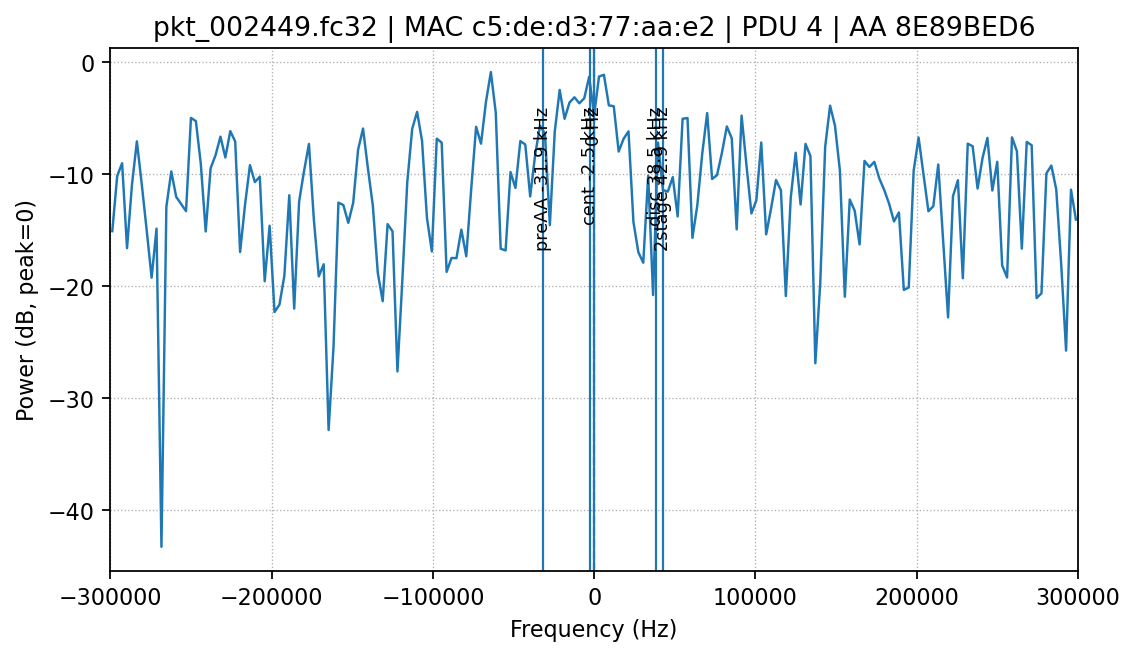 pkt_002449.fc32 | MAC c5:de:d3:77:aa:e2 | PDU 4 | AA 8E89BED6
Power (dB, peak=0)
0
−10
−20
−30
−40
preAA -31.9 kHz
cent -2.5 kHz
disc 38.5 kHz
2stage 42.9 kHz
−300000
−200000
−100000
0
100000
200000
300000
Frequency (Hz)